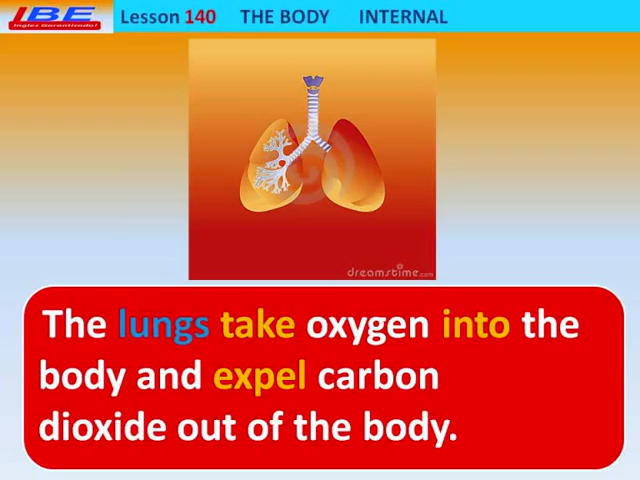 IBE Lesson 140 THE BODY INTERNAL
Ingles Garantizado!
dreamstime.com
The lungs take oxygen into the
body and expel carbon
dioxide out of the body.